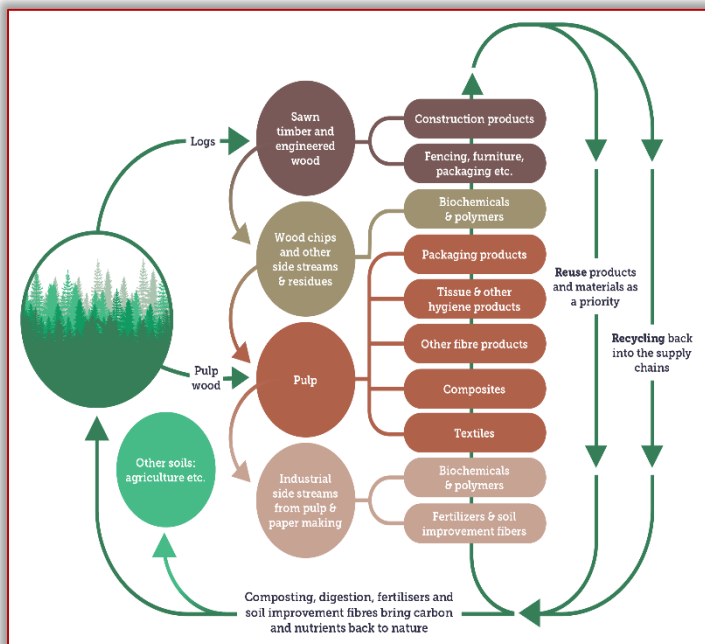 Logs
Sawn
timber and
engineered
wood
Construction products
Fencing, furniture,
packaging etc.
Wood chips
and other
side streams
& residues
Biochemicals
& polymers
Packaging products
Tissue & other
hygiene products
Other fibre products
Composites
Textiles
Pulp
wood
Pulp
Other soils:
agriculture etc.
Industrial
side streams
from pulp &
paper making
Biochemicals
& polymers
Fertilizers & soil
improvement fibers
Reuse products
and materials as
a priority
Recycling back
into the supply
chains
Composting, digestion, fertilisers and
soil improvement fibres bring carbon
and nutrients back to nature